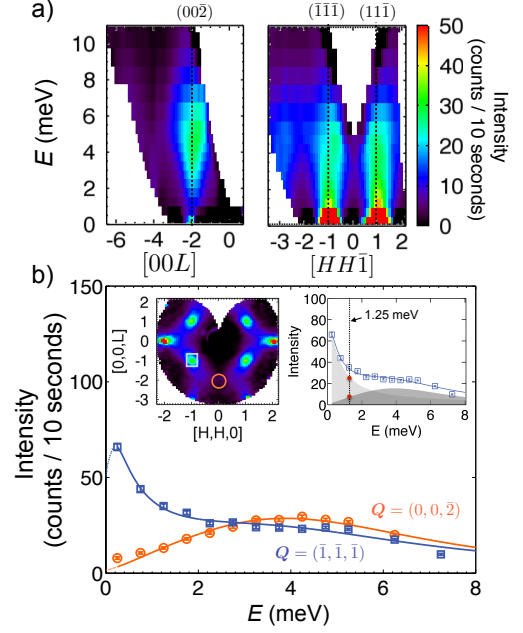 a)
(002̄) (1̄1̄1̄) (111̄)
E (meV)
10
8
6
4
2
0
-6 -4 -2 0
[00L]
-3 -2 -1 0 1 2
[HH1̄]
50
40
30
20
10
0
Intensity
(counts / 10 seconds)
b)
150
100
50
0
Intensity
(counts / 10 seconds)
[0,0,L]
2
1
0
-1
-2
-3
-2 -1 0 1 2
[H,H,0]
Intensity
100
80
60
40
20
0
1.25 meV
0 2 4 6 8
E (meV)
Q = (0, 0, 2̄)
Q = (1̄, 1̄, 1̄)
0 2 4 6 8
E (meV)